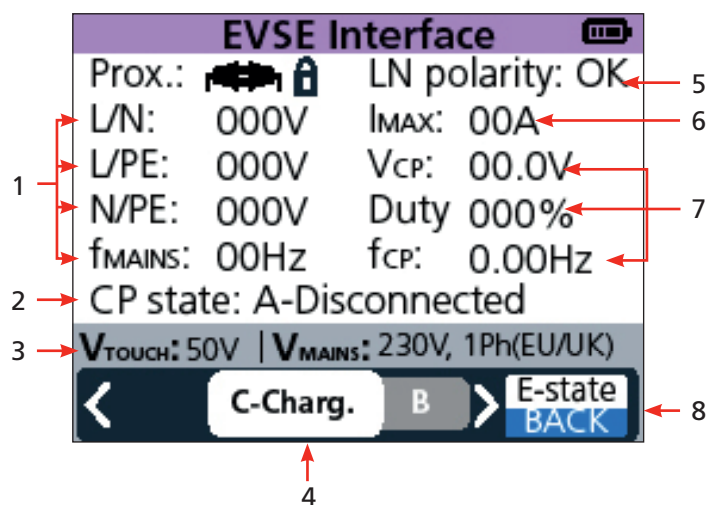 EVSE Interface
Prox.: LN polarity: OK 5
L/N: 000V IMAX: 00A 6
L/PE: 000V VCP: 00.0V
1
N/PE: 000V Duty 000% 7
fMAINS: 00Hz fCP: 0.00Hz
2 CP state: A-Disconnected
3 VTOUCH: 50V | VMAINS: 230V, 1Ph(EU/UK)
C-Charg. B E-state
BACK 8
4